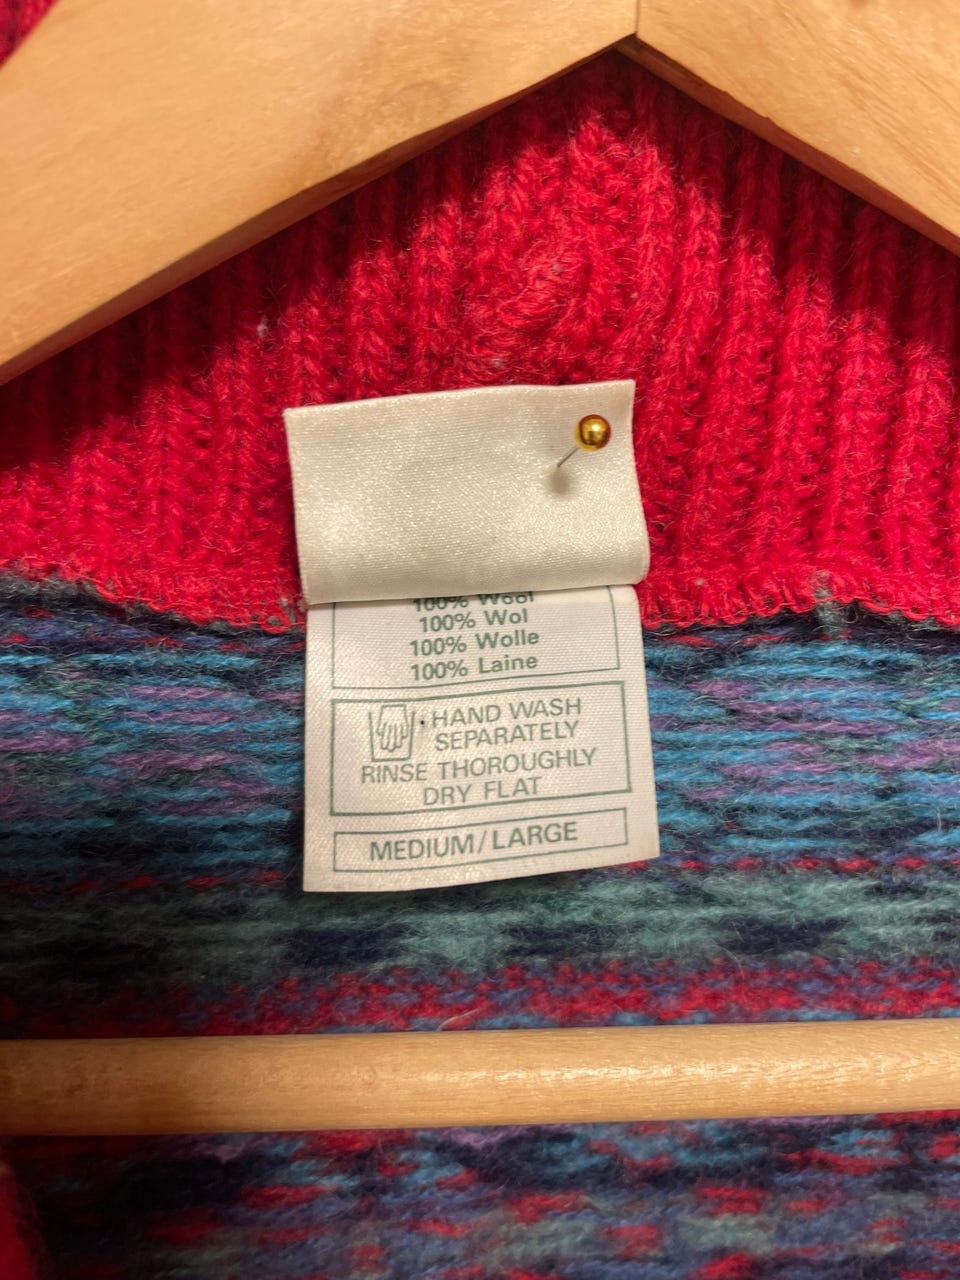 100% Wool
100% Wol
100% Wolle
100% Laine
HAND WASH
SEPARATELY
RINSE THOROUGHLY
DRY FLAT
MEDIUM/LARGE